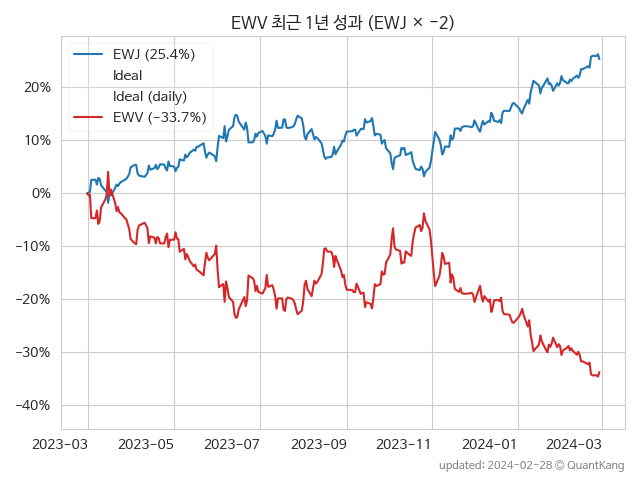 EWV 최근 1년 성과 (EWJ × −2)
EWJ (25.4%)
Ideal
Ideal (daily)
EWV (−33.7%)
20%
10%
0%
−10%
−20%
−30%
−40%
2023−03
2023−05
2023−07
2023−09
2023−11
2024−01
2024−03
updated: 2024-02-28 © QuantKang